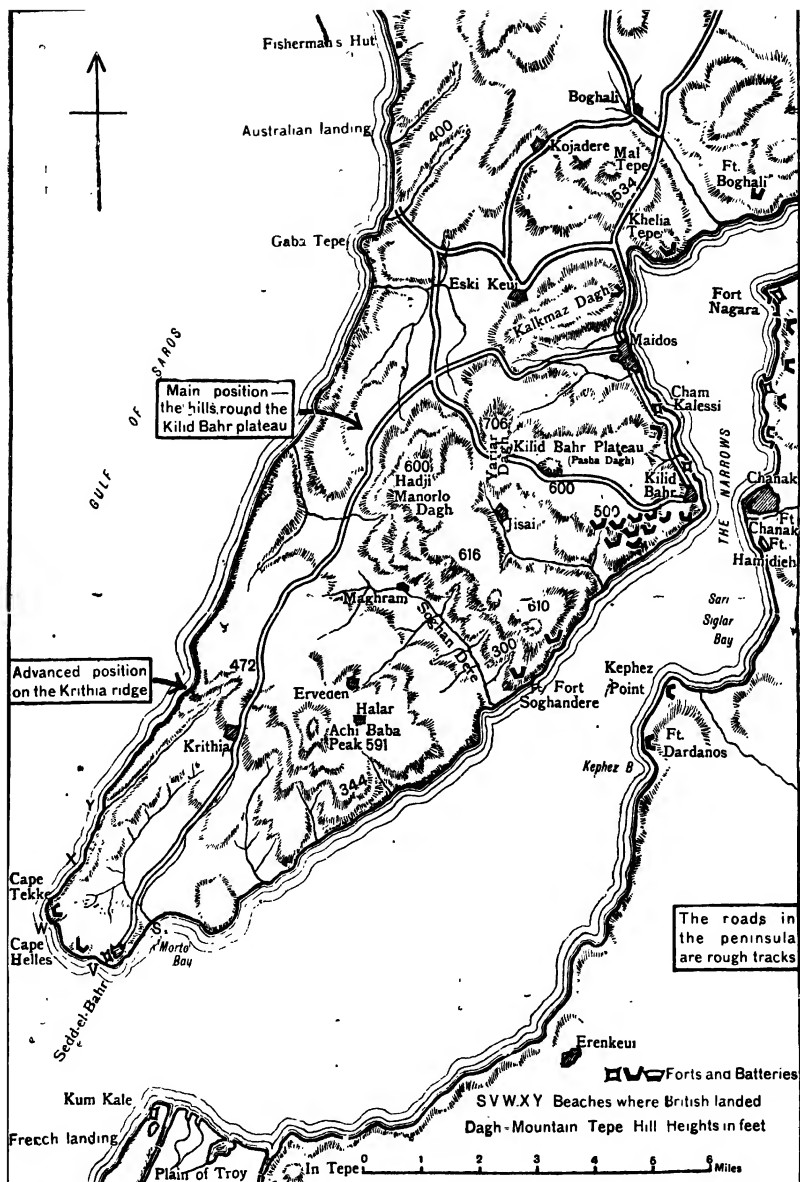 Fisherman's Hut
Boghali
Australian landing
400
Kojadere
Mal
Tepe
Ft.
Boghali
534
Khelia
Tepe
Gaba Tepe
Eski Keui
Fort
Nagara
Kalkmaz Dagh
Maidos
GULF OF SAROS
Main position—
the hills round the
Kilid Bahr plateau
Cham
Kalessi
706
Kilid Bahr Plateau
(Pasha Dagh)
THE NARROWS
600
Hadji
Manorlo
Dagh
600
Kilid
Bahr
Chanak
509
Jisai
Ft
Chanak
Ft.
Hamidieh
616
Maghram
610
Sari
Siglar
Bay
Soghan Dere
300
Advanced position
on the Krithia ridge
472
Kephez
Point
Erveden
Fort
Soghandere
Halar
Krithia
Achi Baba
Peak 591
Ft.
Dardanos
Kephez B
344
Y
X
Cape
Tekke
W
Cape
Helles
V
S.
Morto
Bay
The roads in
the peninsula
are rough tracks
Sedd-el-Bahr
Erenkeui
Forts and Batteries
Kum Kale
S V W.X Y Beaches where British landed
French landing
Dagh=Mountain Tepe Hill Heights in feet
Plain of Troy
In Tepe
0 1 2 3 4 5 6
Miles